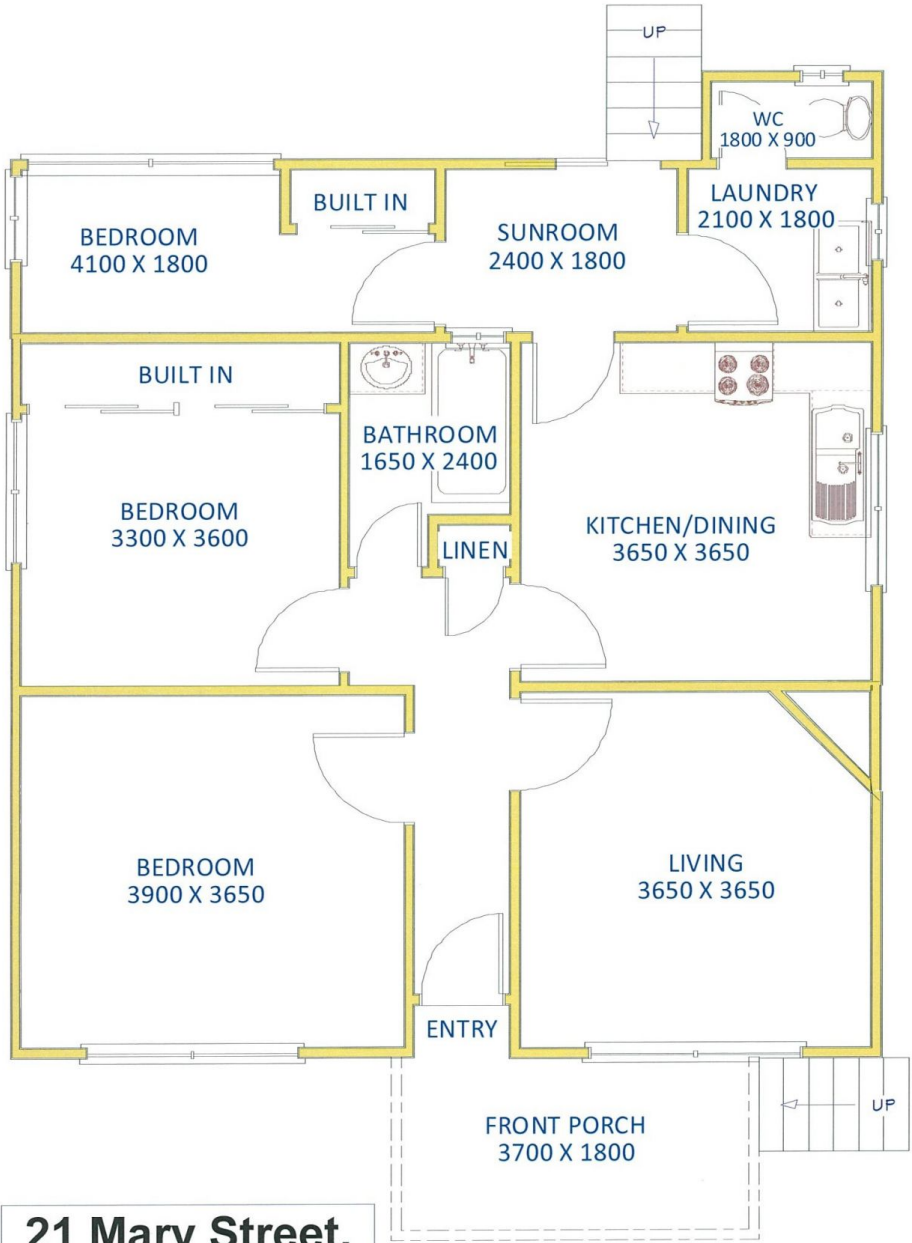 UP
WC
1800 X 900
BUILT IN
LAUNDRY
2100 X 1800
BEDROOM
4100 X 1800
SUNROOM
2400 X 1800
BUILT IN
BATHROOM
1650 X 2400
BEDROOM
3300 X 3600
KITCHEN/DINING
3650 X 3650
LINEN
BEDROOM
3900 X 3650
LIVING
3650 X 3650
ENTRY
FRONT PORCH
3700 X 1800
UP
21 Mary Street,